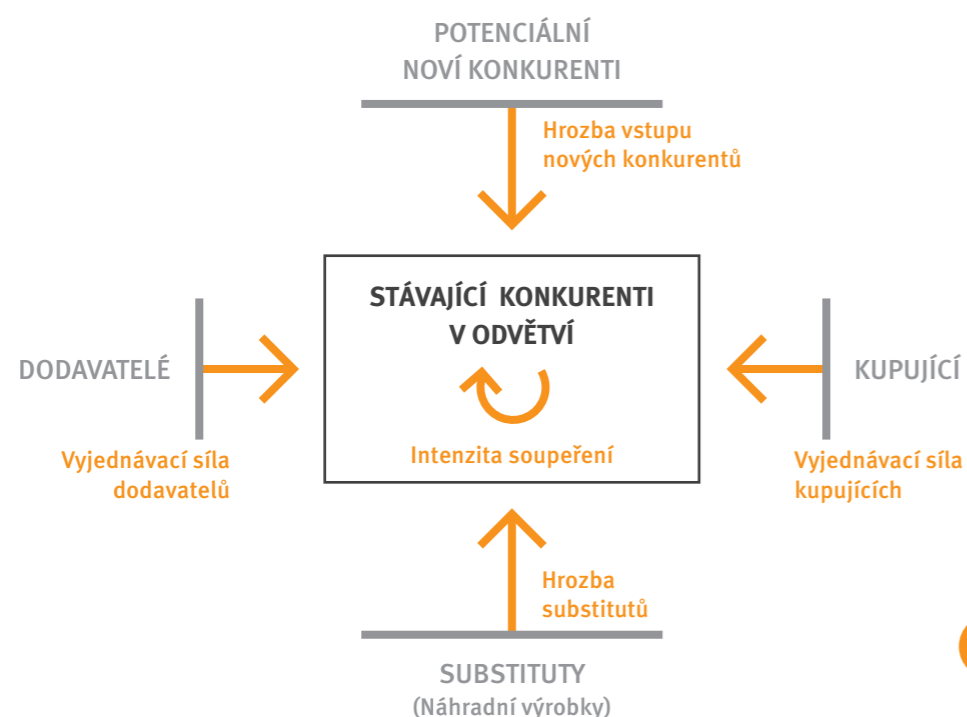 POTENCIÁLNÍ
NOVÍ KONKURENTI
Hrozba vstupu
nových konkurentů
STÁVAJÍCÍ KONKURENTI
V ODVĚTVÍ
Intenzita soupeření
DODAVATELÉ
Vyjednávací síla
dodavatelů
KUPUJÍCÍ
Vyjednávací síla
kupujících
Hrozba
substitutů
SUBSTITUTY
(Náhradní výrobky)